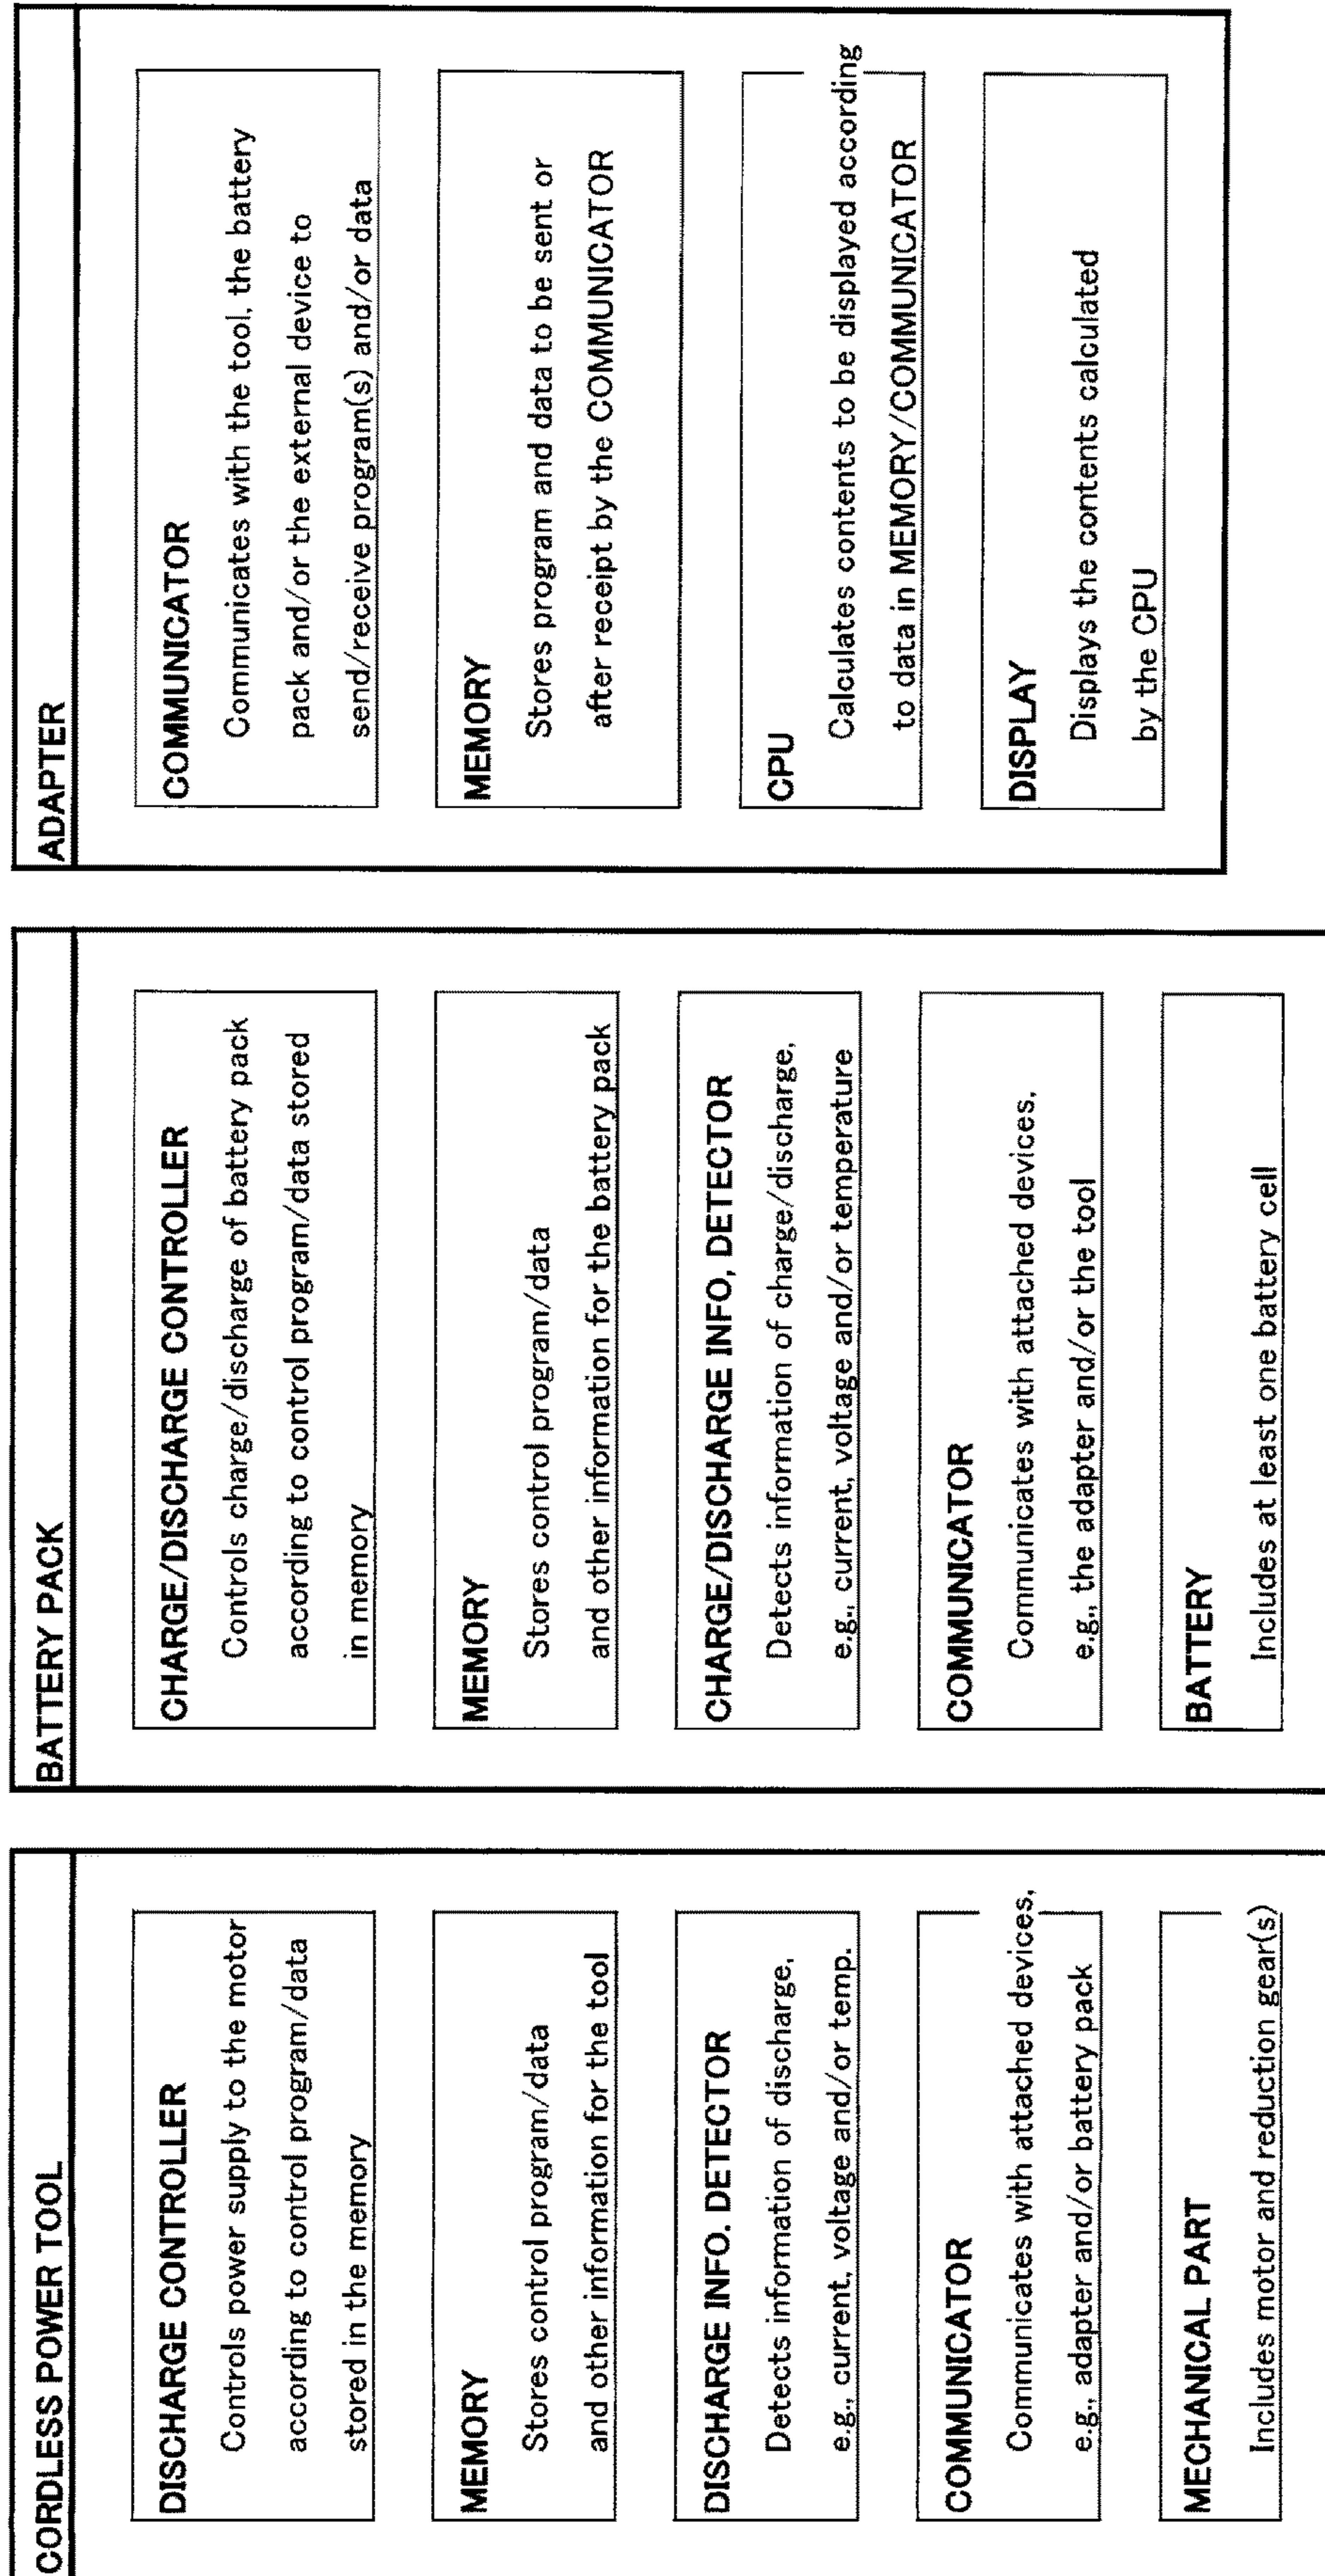 CORDLESS POWER TOOL
DISCHARGE CONTROLLER
Controls power supply to the motor
according to control program/data
stored in the memory
MEMORY
Stores control program/data
and other information for the tool
DISCHARGE INFO. DETECTOR
Detects information of discharge,
e.g., current, voltage and/or temp.
COMMUNICATOR
Communicates with attached devices,
e.g., adapter and/or battery pack
MECHANICAL PART
Includes motor and reduction gear(s)
BATTERY PACK
CHARGE/DISCHARGE CONTROLLER
Controls charge/discharge of battery pack
according to control program/data stored
in memory
MEMORY
Stores control program/data
and other information for the battery pack
CHARGE/DISCHARGE INFO, DETECTOR
Detects information of charge/discharge,
e.g., current, voltage and/or temperature
COMMUNICATOR
Communicates with attached devices,
e.g., the adapter and/or the tool
BATTERY
Includes at least one battery cell
ADAPTER
COMMUNICATOR
Communicates with the tool, the battery
pack and/or the external device to
send/receive program(s) and/or data
MEMORY
Stores program and data to be sent or
after receipt by the COMMUNICATOR
CPU
Calculates contents to be displayed according
to data in MEMORY/COMMUNICATOR
DISPLAY
Displays the contents calculated
by the CPU